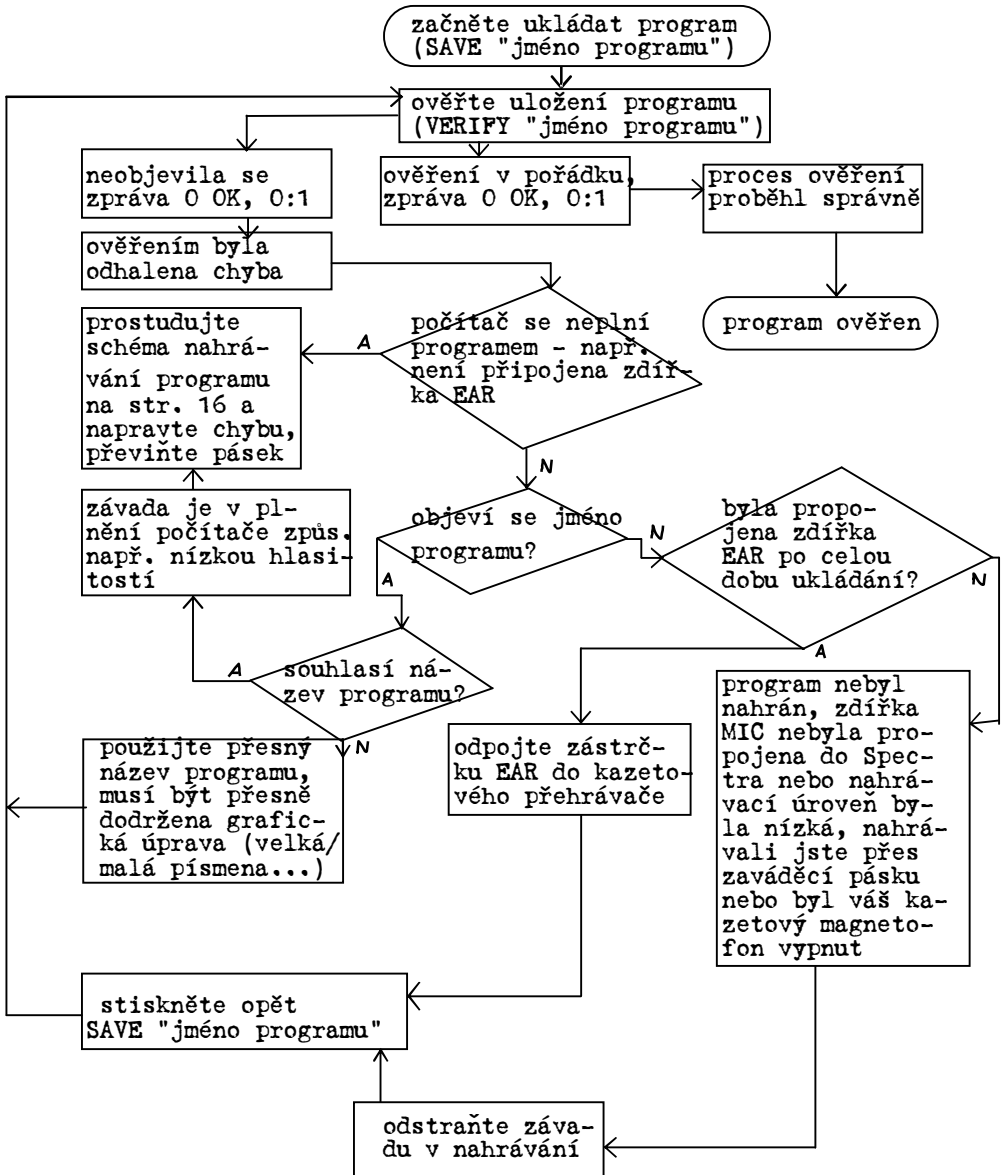 začněte ukládat program
(SAVE "jméno programu")
ověřte uložení programu
(VERIFY "jméno programu")
neobjevila se
zpráva 0 OK, 0:1
ověření v pořádku,
zpráva 0 OK, 0:1
proces ověření
proběhl správně
ověřením byla
odhalena chyba
program ověřen
počítač se neplní
programem - např.
není připojena zdíř-
ka EAR
A
N
prostudujte
schéma nahrá-
vání programu
na str. 16 a
napravte chybu,
převiňte pásek
závada je v pl-
nění počítače způs.
např. nízkou hlasi-
tostí
objeví se jméno
programu?
N
A
byla propo-
jena zdířka
EAR po celou
dobu ukládání?
N
A
souhlasí ná-
zev programu?
A
N
použijte přesný
název programu,
musí být přesně
dodržena grafic-
ká úprava (velká/
malá písmena...)
odpojte zástrč-
ku EAR do kazeto-
vého přehrávače
program nebyl
nahrán, zdířka
MIC nebyla pro-
pojena do Spec-
tra nebo nahrá-
vací úroveň by-
la nízká, nahrá-
vali jste přes
zaváděcí pásku
nebo byl váš ka-
zetový magneto-
fon vypnut
stiskněte opět
SAVE "jméno programu"
odstraňte záva-
du v nahrávání